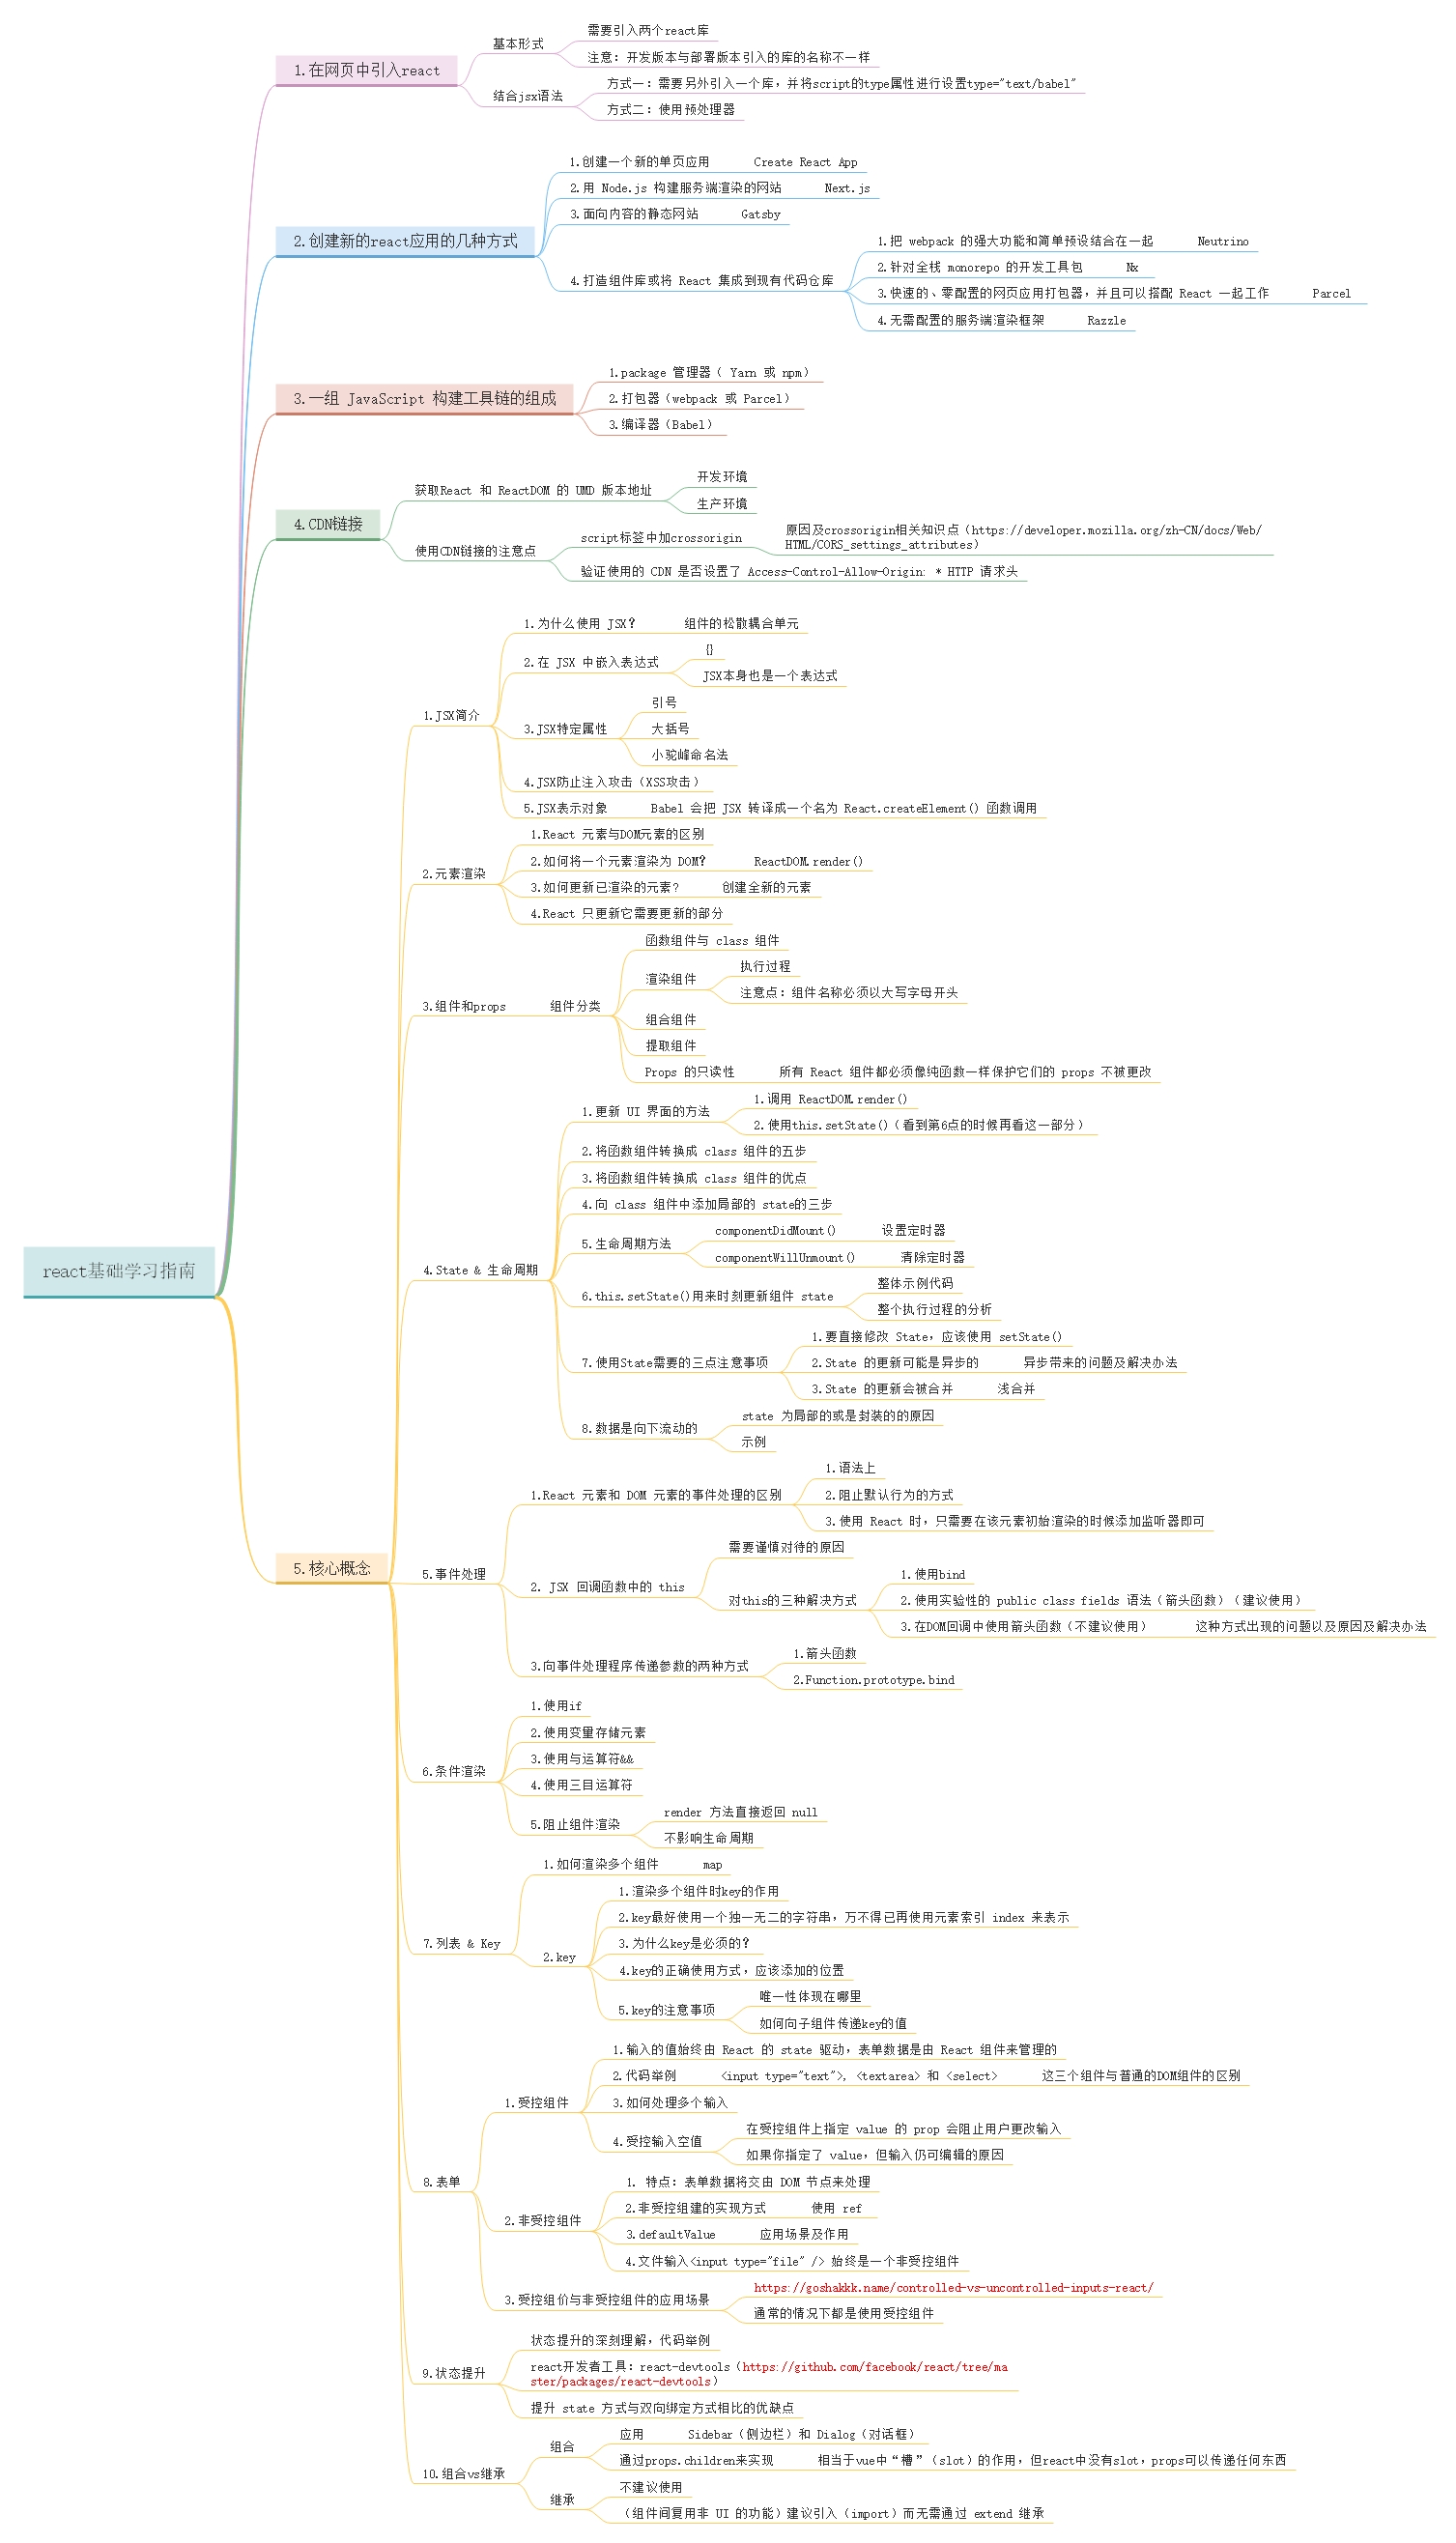 react基础学习指南
1.在网页中引入react
基本形式
需要引入两个react库
注意：开发版本与部署版本引入的库的名称不一样
结合jsx语法
方式一：需要另外引入一个库，并将script的type属性进行设置type="text/babel"
方式二：使用预处理器
2.创建新的react应用的几种方式
1.创建一个新的单页应用 Create React App
2.用 Node.js 构建服务端渲染的网站 Next.js
3.面向内容的静态网站 Gatsby
4.打造组件库或将 React 集成到现有代码仓库
1.把 webpack 的强大功能和简单预设结合在一起 Neutrino
2.针对全栈 monorepo 的开发工具包 Nx
3.快速的、零配置的网页应用打包器，并且可以搭配 React 一起工作 Parcel
4.无需配置的服务端渲染框架 Razzle
3.一组 JavaScript 构建工具链的组成
1.package 管理器（ Yarn 或 npm）
2.打包器（webpack 或 Parcel）
3.编译器（Babel）
4.CDN链接
获取React 和 ReactDOM 的 UMD 版本地址
开发环境
生产环境
使用CDN链接的注意点
script标签中加crossorigin
原因及crossorigin相关知识点（https://developer.mozilla.org/zh-CN/docs/Web/
HTML/CORS_settings_attributes）
验证使用的 CDN 是否设置了 Access-Control-Allow-Origin: * HTTP 请求头
5.核心概念
1.JSX简介
1.为什么使用 JSX？ 组件的松散耦合单元
2.在 JSX 中嵌入表达式
{}
JSX本身也是一个表达式
3.JSX特定属性
引号
大括号
小驼峰命名法
4.JSX防止注入攻击（XSS攻击）
5.JSX表示对象 Babel 会把 JSX 转译成一个名为 React.createElement() 函数调用
2.元素渲染
1.React 元素与DOM元素的区别
2.如何将一个元素渲染为 DOM？ ReactDOM.render()
3.如何更新已渲染的元素? 创建全新的元素
4.React 只更新它需要更新的部分
3.组件和props
组件分类
函数组件与 class 组件
渲染组件
执行过程
注意点：组件名称必须以大写字母开头
组合组件
提取组件
Props 的只读性 所有 React 组件都必须像纯函数一样保护它们的 props 不被更改
4.State & 生命周期
1.更新 UI 界面的方法
1.调用 ReactDOM.render()
2.使用this.setState()（看到第6点的时候再看这一部分）
2.将函数组件转换成 class 组件的五步
3.将函数组件转换成 class 组件的优点
4.向 class 组件中添加局部的 state的三步
5.生命周期方法
componentDidMount() 设置定时器
componentWillUnmount() 清除定时器
6.this.setState()用来时刻更新组件 state
整体示例代码
整个执行过程的分析
7.使用State需要的三点注意事项
1.要直接修改 State，应该使用 setState()
2.State 的更新可能是异步的 异步带来的问题及解决办法
3.State 的更新会被合并 浅合并
8.数据是向下流动的
state 为局部的或是封装的的原因
示例
5.事件处理
1.React 元素和 DOM 元素的事件处理的区别
1.语法上
2.阻止默认行为的方式
3.使用 React 时，只需要在该元素初始渲染的时候添加监听器即可
2. JSX 回调函数中的 this
需要谨慎对待的原因
对this的三种解决方式
1.使用bind
2.使用实验性的 public class fields 语法（箭头函数）（建议使用）
3.在DOM回调中使用箭头函数（不建议使用） 这种方式出现的问题以及原因及解决办法
3.向事件处理程序传递参数的两种方式
1.箭头函数
2.Function.prototype.bind
6.条件渲染
1.使用if
2.使用变量存储元素
3.使用与运算符&&
4.使用三目运算符
5.阻止组件渲染
render 方法直接返回 null
不影响生命周期
7.列表 & Key
1.如何渲染多个组件 map
2.key
1.渲染多个组件时key的作用
2.key最好使用一个独一无二的字符串，万不得已再使用元素索引 index 来表示
3.为什么key是必须的？
4.key的正确使用方式，应该添加的位置
5.key的注意事项
唯一性体现在哪里
如何向子组件传递key的值
8.表单
1.受控组件
1.输入的值始终由 React 的 state 驱动，表单数据是由 React 组件来管理的
2.代码举例 <input type="text">, <textarea> 和 <select> 这三个组件与普通的DOM组件的区别
3.如何处理多个输入
4.受控输入空值
在受控组件上指定 value 的 prop 会阻止用户更改输入
如果你指定了 value，但输入仍可编辑的原因
2.非受控组件
1. 特点：表单数据将交由 DOM 节点来处理
2.非受控组建的实现方式 使用 ref
3.defaultValue 应用场景及作用
4.文件输入<input type="file" /> 始终是一个非受控组件
3.受控组价与非受控组件的应用场景
https://goshakkk.name/controlled-vs-uncontrolled-inputs-react/
通常的情况下都是使用受控组件
9.状态提升
状态提升的深刻理解，代码举例
react开发者工具：react-devtools（https://github.com/facebook/react/tree/ma
ster/packages/react-devtools）
提升 state 方式与双向绑定方式相比的优缺点
10.组合vs继承
组合
应用 Sidebar（侧边栏）和 Dialog（对话框）
通过props.children来实现 相当于vue中“槽”（slot）的作用，但react中没有slot，props可以传递任何东西
继承
不建议使用
（组件间复用非 UI 的功能）建议引入（import）而无需通过 extend 继承